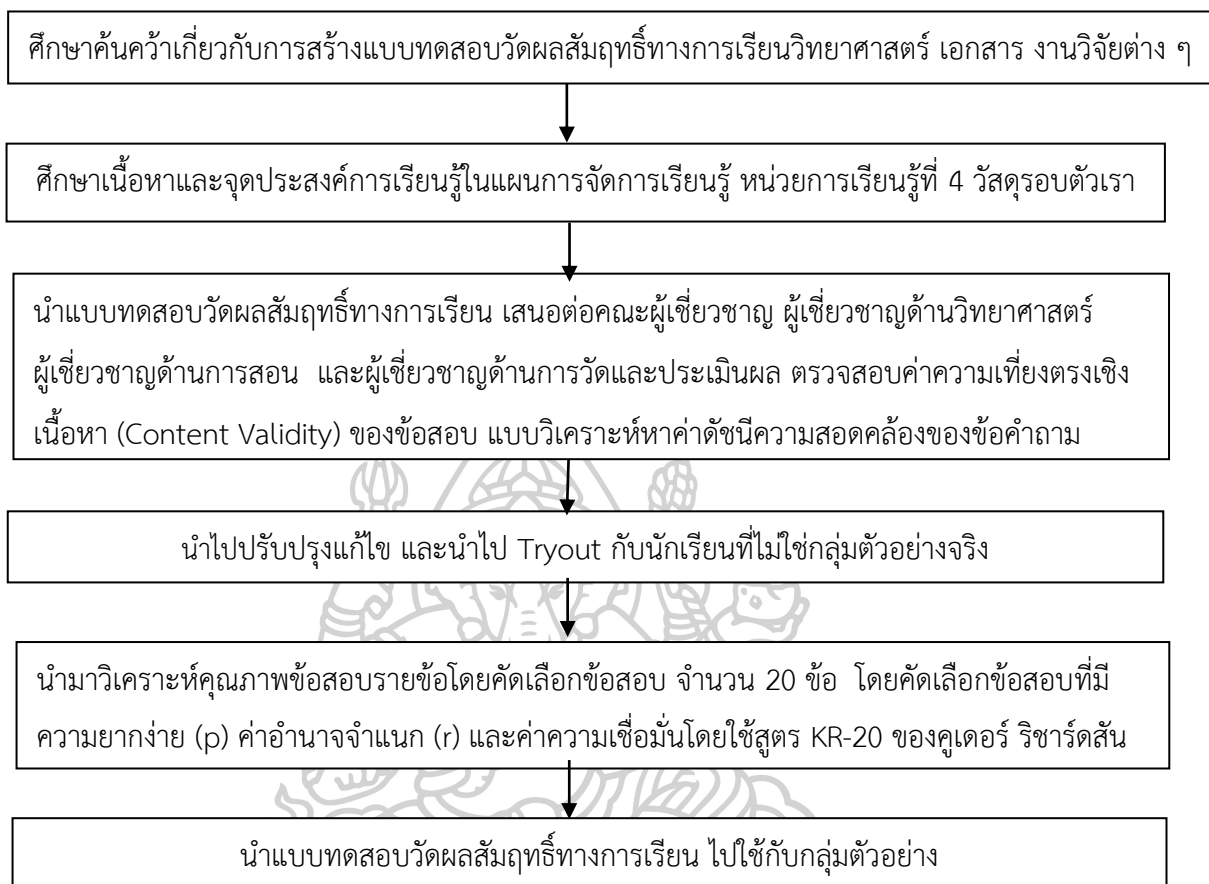 ศึกษาค้นคว้าเกี่ยวกับการสร้างแบบทดสอบวัดผลสัมฤทธิ์ทางการเรียนวิทยาศาสตร์ เอกสาร งานวิจัยต่าง ๆ
ศึกษาเนื้อหาและจุดประสงค์การเรียนรู้ในแผนการจัดการเรียนรู้ หน่วยการเรียนรู้ที่ 4 วัสดุรอบตัวเรา
นำแบบทดสอบวัดผลสัมฤทธิ์ทางการเรียน เสนอต่อคณะผู้เชี่ยวชาญ ผู้เชี่ยวชาญด้านวิทยาศาสตร์
ผู้เชี่ยวชาญด้านการสอน และผู้เชี่ยวชาญด้านการวัดและประเมินผล ตรวจสอบค่าความเที่ยงตรงเชิง
เนื้อหา (Content Validity) ของข้อสอบ แบบวิเคราะห์หาค่าดัชนีความสอดคล้องของข้อคำถาม
นำไปปรับปรุงแก้ไข และนำไป Tryout กับนักเรียนที่ไม่ใช่กลุ่มตัวอย่างจริง
นำมาวิเคราะห์คุณภาพข้อสอบรายข้อโดยคัดเลือกข้อสอบ จำนวน 20 ข้อ โดยคัดเลือกข้อสอบที่มี
ความยากง่าย (p) ค่าอำนาจจำแนก (r) และค่าความเชื่อมั่นโดยใช้สูตร KR-20 ของคูเดอร์ ริชาร์ดสัน
นำแบบทดสอบวัดผลสัมฤทธิ์ทางการเรียน ไปใช้กับกลุ่มตัวอย่าง